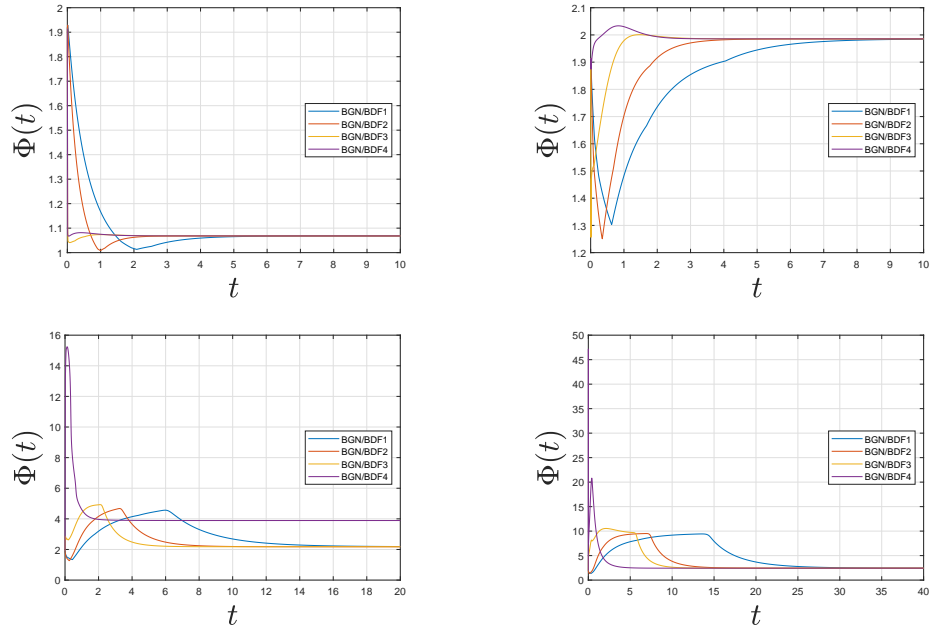 2
1.9
1.8
1.7
1.6
1.5
1.4
1.3
1.2
1.1
1
0 1 2 3 4 5 6 7 8 9 10
Φ(t)
t
BGN/BDF1
BGN/BDF2
BGN/BDF3
BGN/BDF4
2.1
2
1.9
1.8
1.7
1.6
1.5
1.4
1.3
1.2
0 1 2 3 4 5 6 7 8 9 10
Φ(t)
t
BGN/BDF1
BGN/BDF2
BGN/BDF3
BGN/BDF4
16
14
12
10
8
6
4
2
0
0 2 4 6 8 10 12 14 16 18 20
Φ(t)
t
BGN/BDF1
BGN/BDF2
BGN/BDF3
BGN/BDF4
50
45
40
35
30
25
20
15
10
5
0
0 5 10 15 20 25 30 35 40
Φ(t)
t
BGN/BDF1
BGN/BDF2
BGN/BDF3
BGN/BDF4